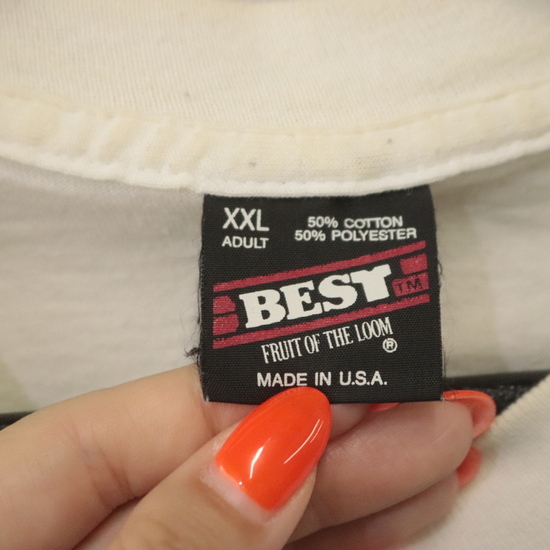 XXL
ADULT
50% COTTON
50% POLYESTER
BEST TM
FRUIT OF THE LOOM ®
MADE IN U.S.A.